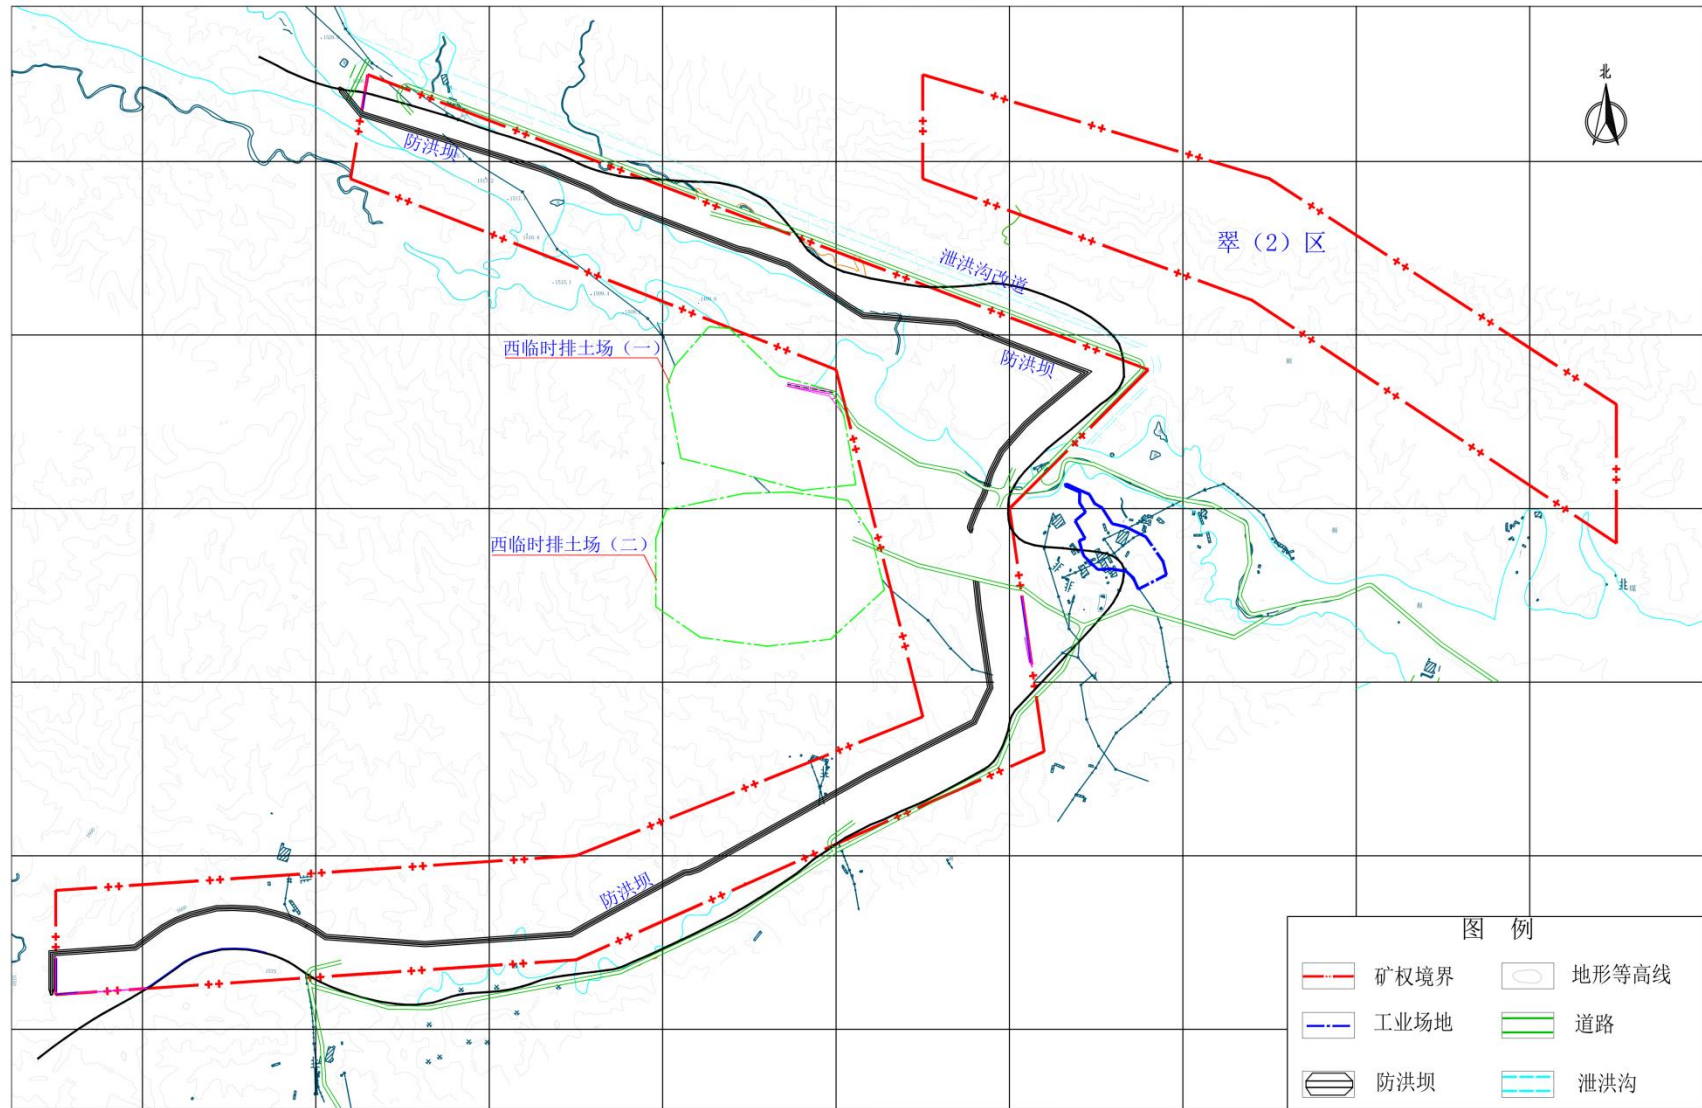 北
防洪坝
翠（2）区
泄洪沟改道
西临时排土场（一）
防洪坝
西临时排土场（二）
防洪坝
图 例
矿权境界
地形等高线
工业场地
道路
防洪坝
泄洪沟